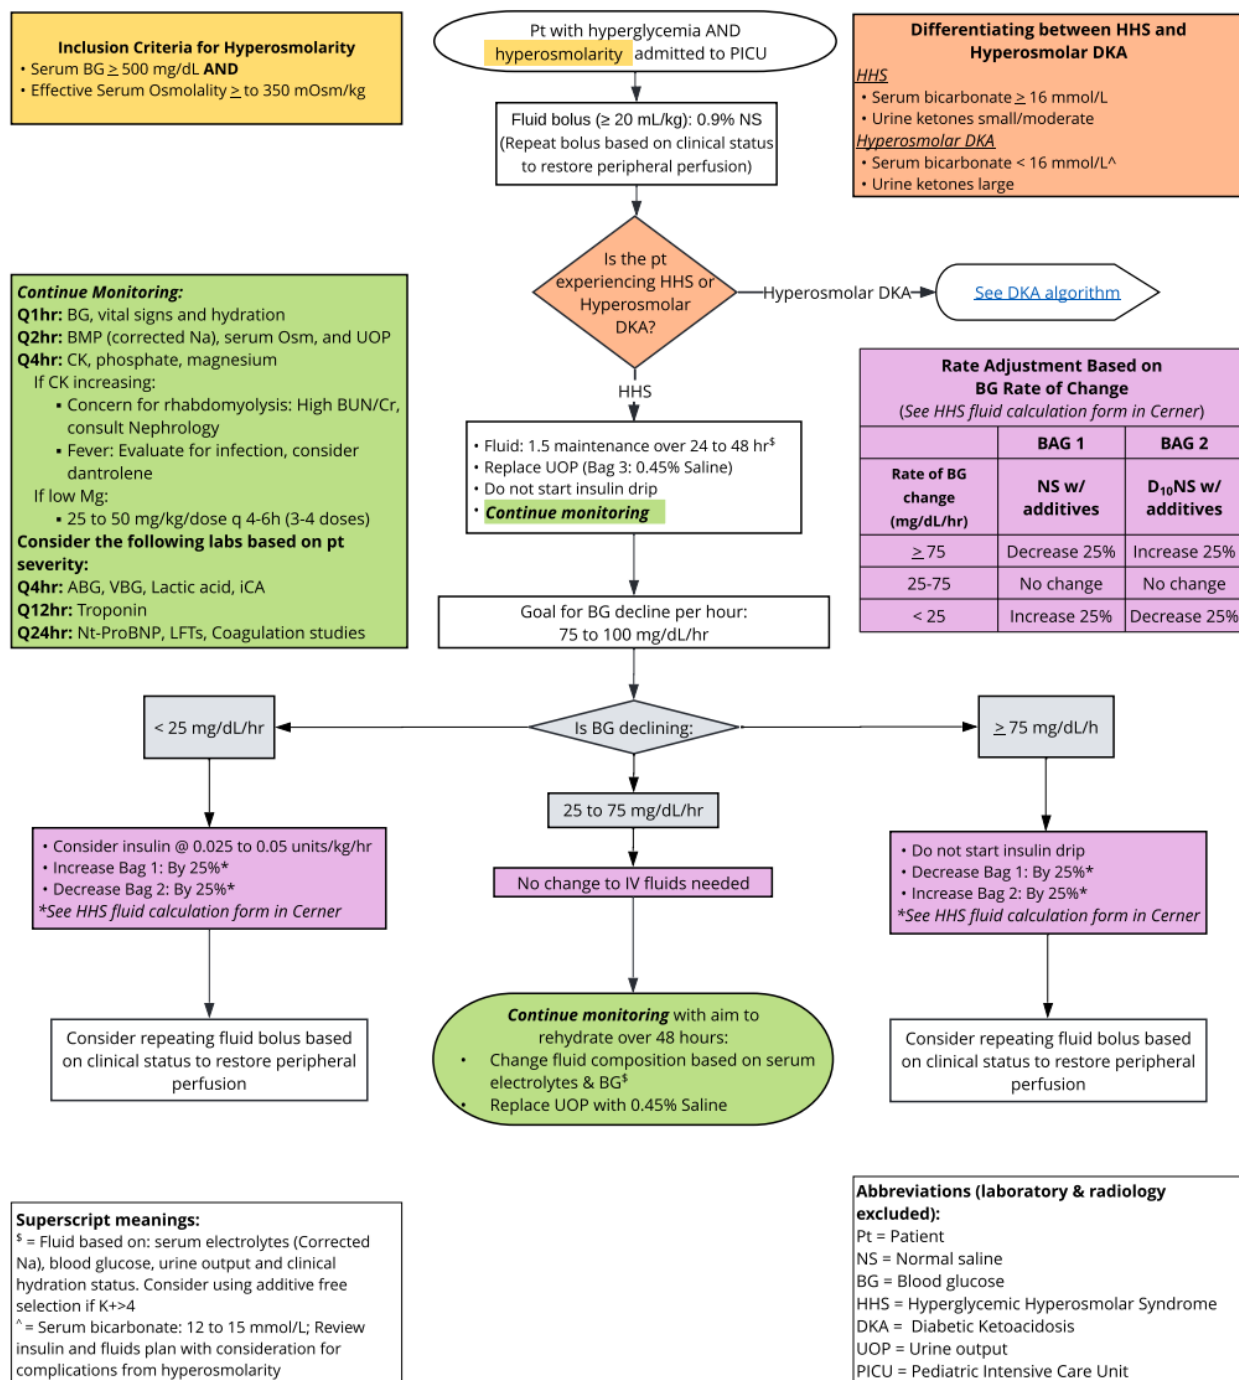 Inclusion Criteria for Hyperosmolarity
• Serum BG ≥ 500 mg/dL AND
• Effective Serum Osmolality ≥ to 350 mOsm/kg
Pt with hyperglycemia AND
hyperosmolarity admitted to PICU
Differentiating between HHS and
Hyperosmolar DKA
HHS
• Serum bicarbonate ≥ 16 mmol/L
• Urine ketones small/moderate
Hyperosmolar DKA
• Serum bicarbonate < 16 mmol/L^
• Urine ketones large
Fluid bolus (≥ 20 mL/kg): 0.9% NS
(Repeat bolus based on clinical status
to restore peripheral perfusion)
Is the pt
experiencing HHS or
Hyperosmolar
DKA?
Hyperosmolar DKA
See DKA algorithm
HHS
Continue Monitoring:
Q1hr: BG, vital signs and hydration
Q2hr: BMP (corrected Na), serum Osm, and UOP
Q4hr: CK, phosphate, magnesium
If CK increasing:
▪ Concern for rhabdomyolysis: High BUN/Cr,
consult Nephrology
▪ Fever: Evaluate for infection, consider
dantrolene
If low Mg:
▪ 25 to 50 mg/kg/dose q 4-6h (3-4 doses)
Consider the following labs based on pt
severity:
Q4hr: ABG, VBG, Lactic acid, iCA
Q12hr: Troponin
Q24hr: Nt-ProBNP, LFTs, Coagulation studies
• Fluid: 1.5 maintenance over 24 to 48 hr$
• Replace UOP (Bag 3: 0.45% Saline)
• Do not start insulin drip
• Continue monitoring
Rate Adjustment Based on
BG Rate of Change
(See HHS fluid calculation form in Cerner)
BAG 1 BAG 2
Rate of BG
change
(mg/dL/hr)
NS w/
additives
D10NS w/
additives
≥ 75 Decrease 25% Increase 25%
25-75 No change No change
< 25 Increase 25% Decrease 25%
Goal for BG decline per hour:
75 to 100 mg/dL/hr
Is BG declining:
< 25 mg/dL/hr
25 to 75 mg/dL/hr
≥ 75 mg/dL/h
• Consider insulin @ 0.025 to 0.05 units/kg/hr
• Increase Bag 1: By 25%*
• Decrease Bag 2: By 25%*
*See HHS fluid calculation form in Cerner
No change to IV fluids needed
• Do not start insulin drip
• Decrease Bag 1: By 25%*
• Increase Bag 2: By 25%*
*See HHS fluid calculation form in Cerner
Consider repeating fluid bolus based
on clinical status to restore peripheral
perfusion
Continue monitoring with aim to
rehydrate over 48 hours:
• Change fluid composition based on serum
electrolytes & BG$
• Replace UOP with 0.45% Saline
Consider repeating fluid bolus based
on clinical status to restore peripheral
perfusion
Superscript meanings:
$ = Fluid based on: serum electrolytes (Corrected
Na), blood glucose, urine output and clinical
hydration status. Consider using additive free
selection if K+>4
^ = Serum bicarbonate: 12 to 15 mmol/L; Review
insulin and fluids plan with consideration for
complications from hyperosmolarity
Abbreviations (laboratory & radiology
excluded):
Pt = Patient
NS = Normal saline
BG = Blood glucose
HHS = Hyperglycemic Hyperosmolar Syndrome
DKA = Diabetic Ketoacidosis
UOP = Urine output
PICU = Pediatric Intensive Care Unit